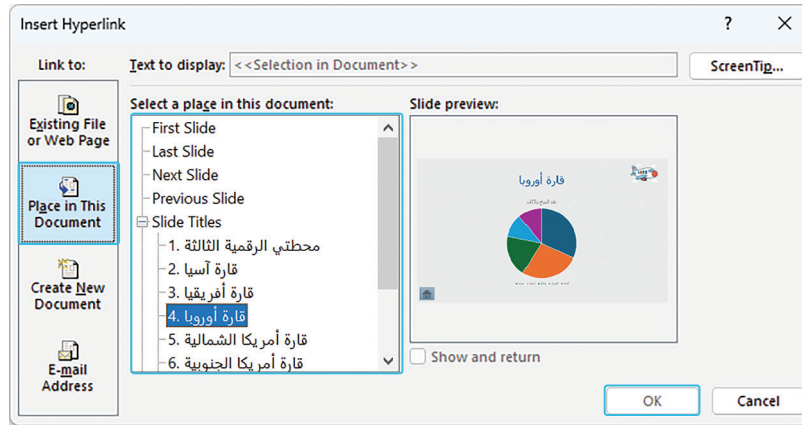 Insert Hyperlink
? ×
Link to:
Text to display: <<Selection in Document>>
ScreenTip...
Existing File or Web Page
Place in This Document
Create New Document
E-mail Address
Select a place in this document:
First Slide
Last Slide
Next Slide
Previous Slide
Slide Titles
1. محطتي الرقمية الثالثة
2. قارة آسيا
3. قارة أفريقيا
4. قارة أوروبا
5. قارة أمريكا الشمالية
6. قارة أمريكا الجنوبية
Slide preview:
قارة أوروبا
Show and return
OK
Cancel